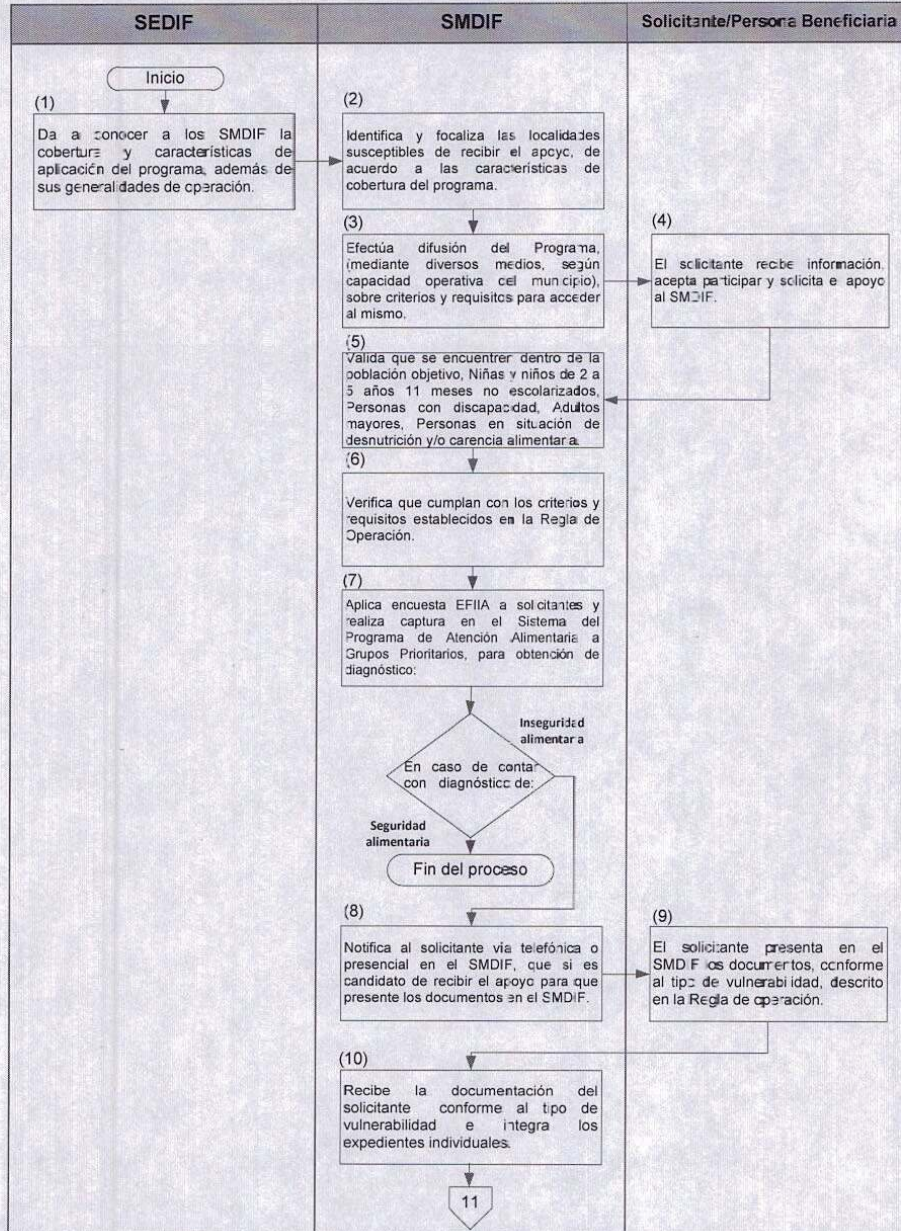 SEDIF
SMDIF
Solicitante/Persona Beneficiaria
Inicio
(1)
Da a conocer a los SMDIF la
cobertura y características de
aplicación del programa, además de
sus generalidades de operación.
(2)
Identifica y focaliza las localidades
susceptibles de recibir el apoyo, de
acuerdo a las características de
cobertura del programa.
(3)
Efectúa difusión del Programa,
(mediante diversos medios, según
capacidad operativa del municipio),
sobre criterios y requisitos para acceder
al mismo.
(4)
El solicitante recibe información,
acepta participar y solicita el apoyo
al SMDIF.
(5)
Valida que se encuentren dentro de la
población objetivo, Niñas y niños de 2 a
5 años 11 meses no escolarizados,
Personas con discapacidad, Adultos
mayores, Personas en situación de
desnutrición y/o carencia alimentaria.
(6)
Verifica que cumplan con los criterios y
requisitos establecidos en la Regla de
Operación.
(7)
Aplica encuesta EFIIA a solicitantes y
realiza captura en el Sistema del
Programa de Atención Alimentaria a
Grupos Prioritarios, para obtención de
diagnóstico:
Inseguridad
alimentaria
En caso de contar
con diagnóstico de:
Seguridad
alimentaria
Fin del proceso
(8)
Notifica al solicitante vía telefónica o
presencial en el SMDIF, que si es
candidato de recibir el apoyo para que
presente los documentos en el SMDIF.
(9)
El solicitante presenta en el
SMDIF los documentos, conforme
al tipo de vulnerabilidad, descrito
en la Regla de operación.
(10)
Recibe la documentación del
solicitante conforme al tipo de
vulnerabilidad e integra los
expedientes individuales.
11